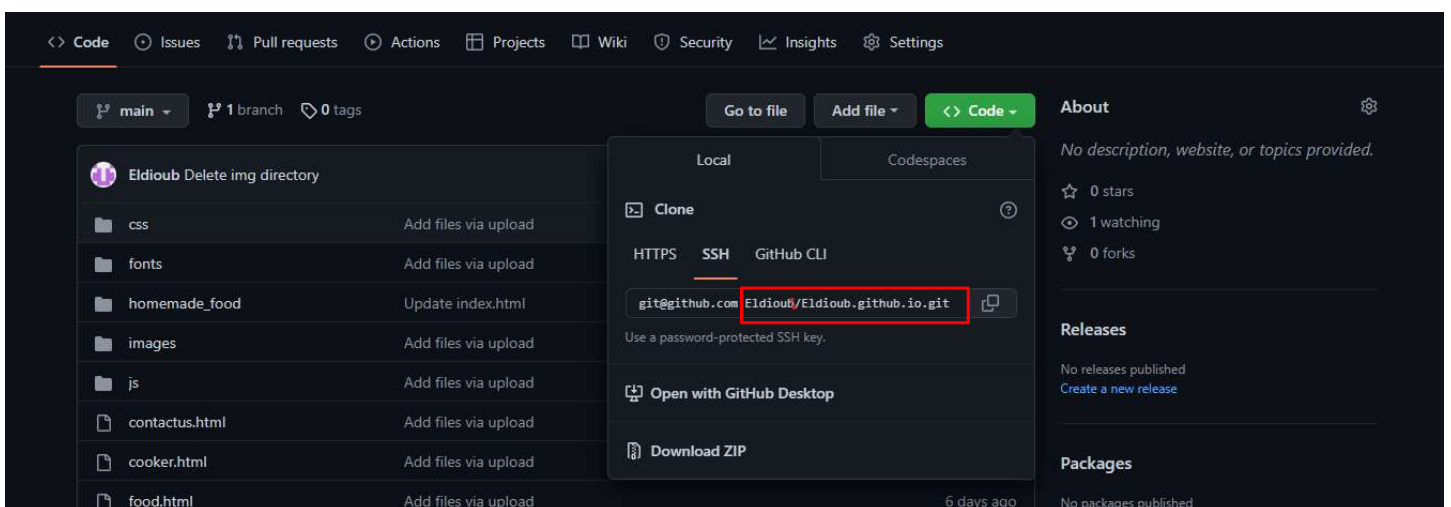 Code Issues Pull requests Actions Projects Wiki Security Insights Settings
main 1 branch 0 tags Go to file Add file Code
Eldioub Delete img directory
css Add files via upload
fonts Add files via upload
homemade_food Update index.html
images Add files via upload
js Add files via upload
contactus.html Add files via upload
cooker.html Add files via upload
food.html Add files via upload 6 days ago
Local Codespaces
Clone
HTTPS SSH GitHub CLI
git@github.com Eldioub/Eldioub.github.io.git
Use a password-protected SSH key.
Open with GitHub Desktop
Download ZIP
About
No description, website, or topics provided.
0 stars
1 watching
0 forks
Releases
No releases published
Create a new release
Packages
No packages published